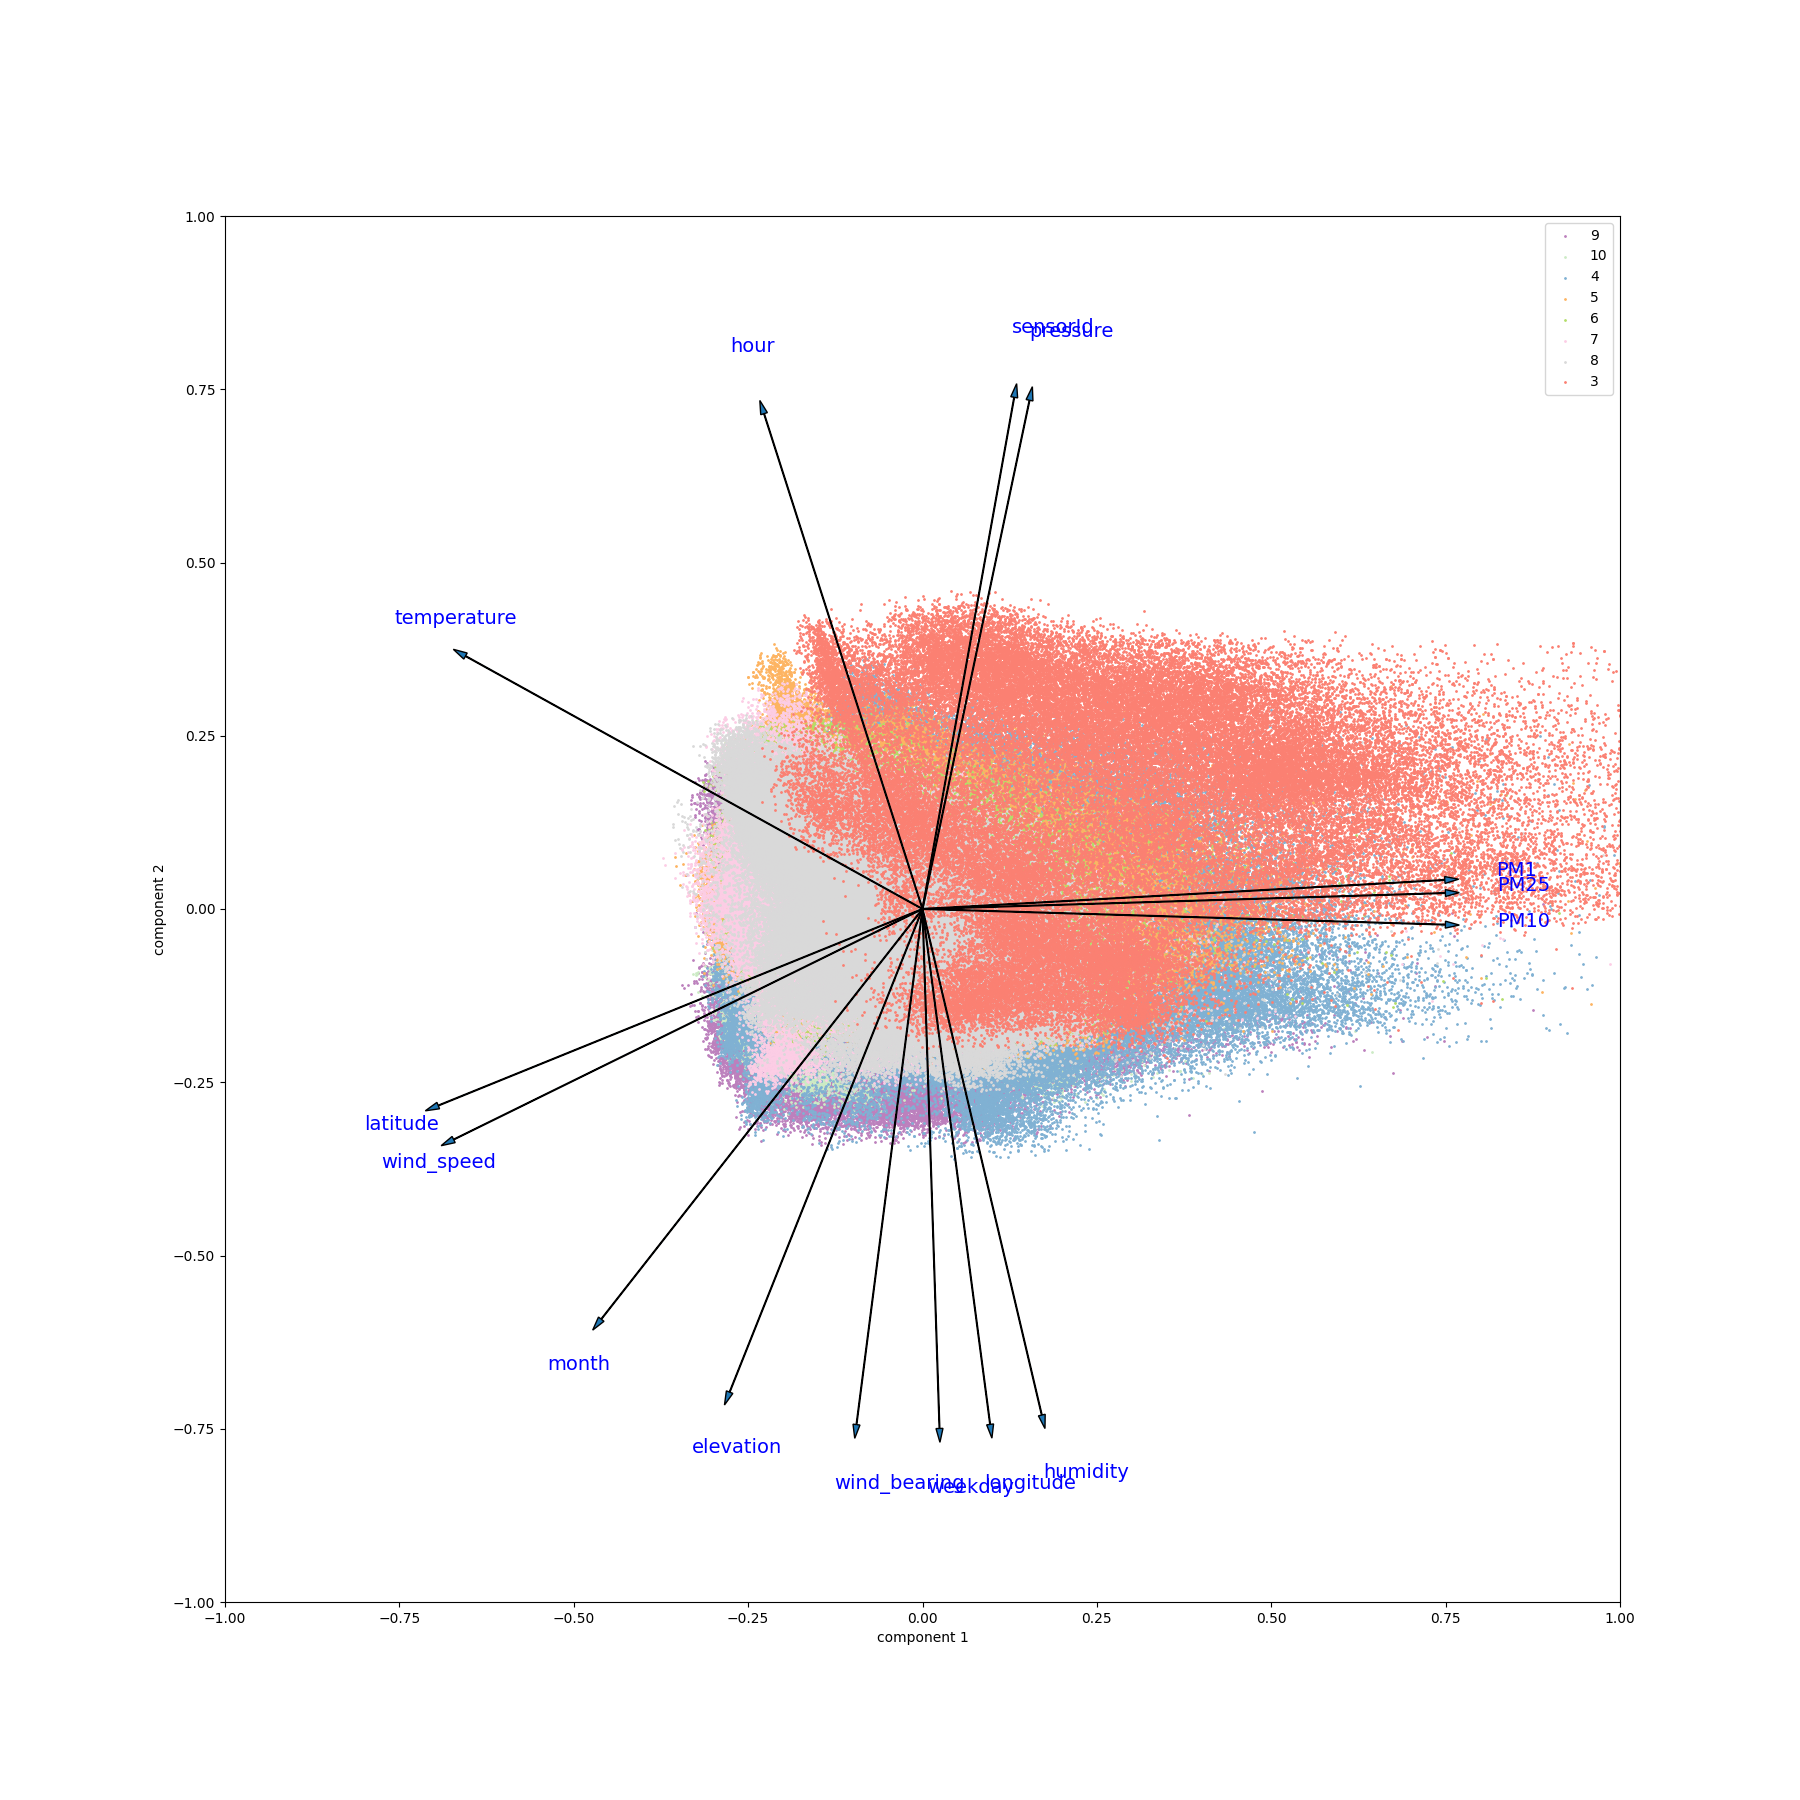 1.00
0.75
0.50
0.25
0.00
−0.25
−0.50
−0.75
−1.00
component 2
−1.00 −0.75 −0.50 −0.25 0.00 0.25 0.50 0.75 1.00
component 1
9
10
4
5
6
7
8
3
sensorId
pressure
hour
temperature
PM1
PM25
PM10
latitude
wind_speed
month
elevation
wind_bearing
weekday
longitude
humidity